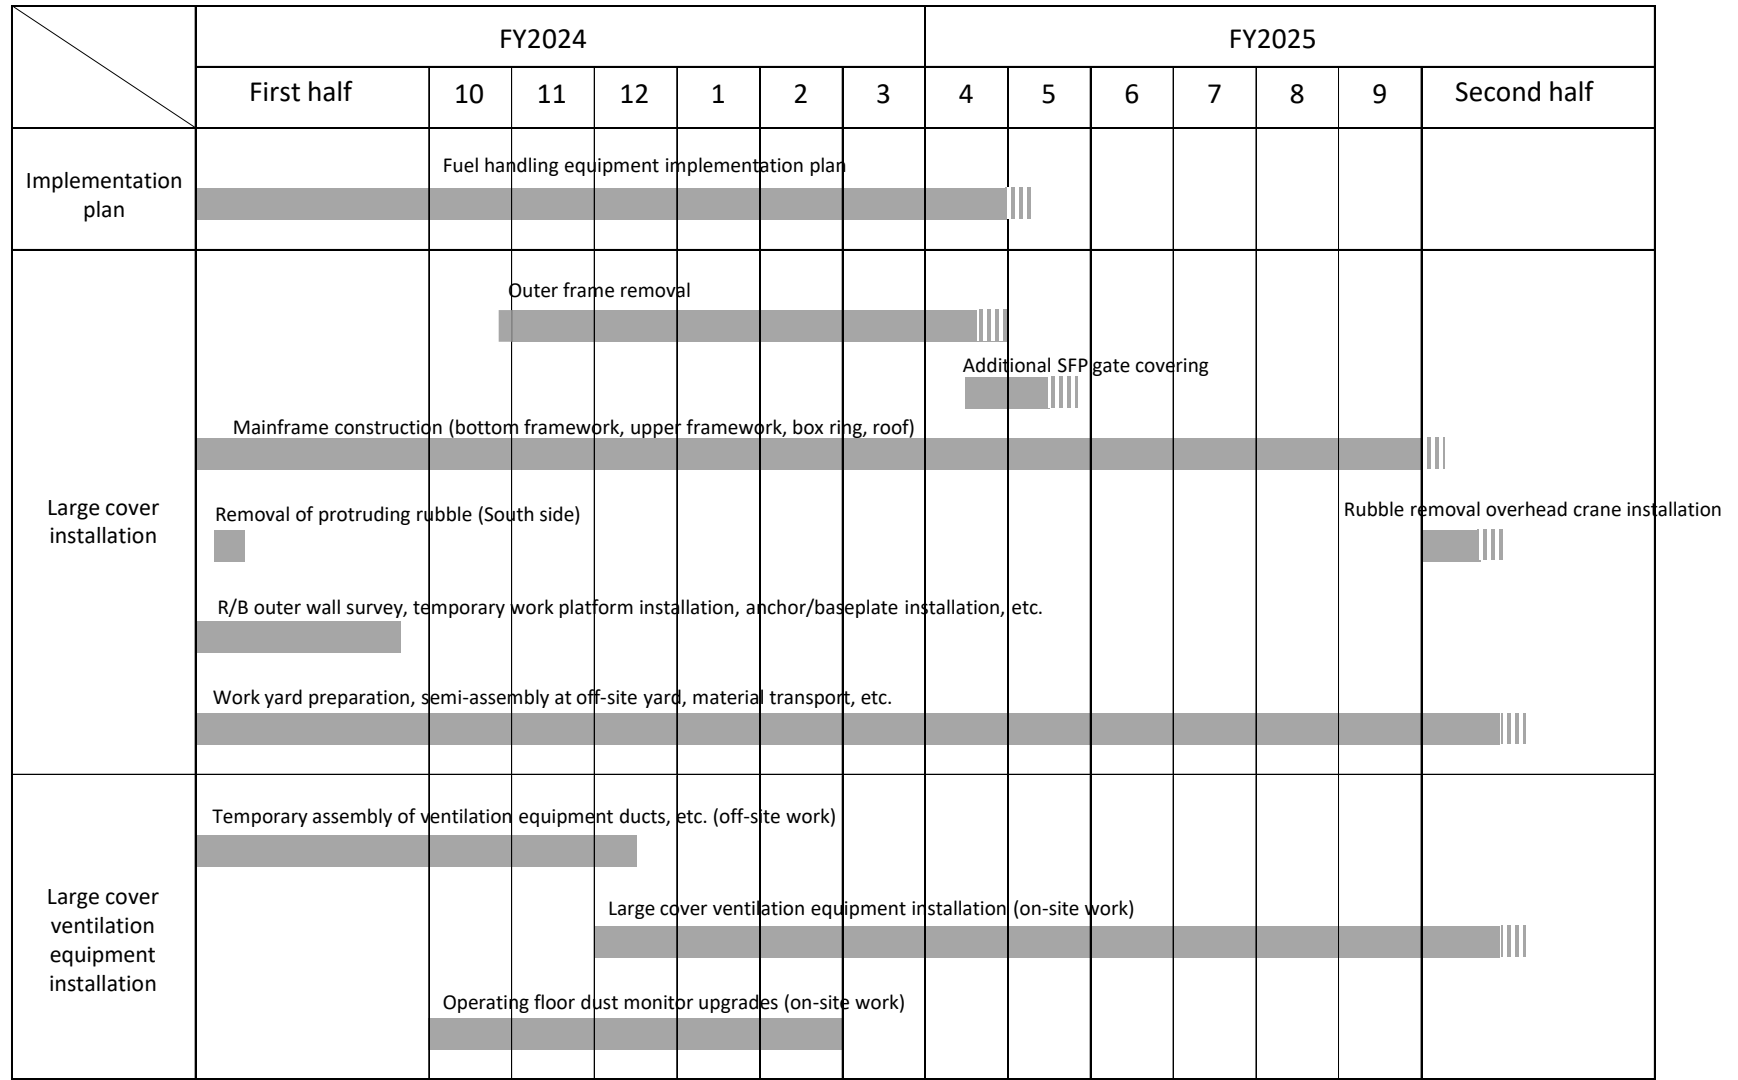 FY2024
FY2025
First half
10
11
12
1
2
3
4
5
6
7
8
9
Second half
Implementation
plan
Fuel handling equipment implementation plan
Large cover
installation
Outer frame removal
Additional SFP gate covering
Mainframe construction (bottom framework, upper framework, box ring, roof)
Removal of protruding rubble (South side)
Rubble removal overhead crane installation
R/B outer wall survey, temporary work platform installation, anchor/baseplate installation, etc.
Work yard preparation, semi-assembly at off-site yard, material transport, etc.
Large cover
ventilation
equipment
installation
Temporary assembly of ventilation equipment ducts, etc. (off-site work)
Large cover ventilation equipment installation (on-site work)
Operating floor dust monitor upgrades (on-site work)